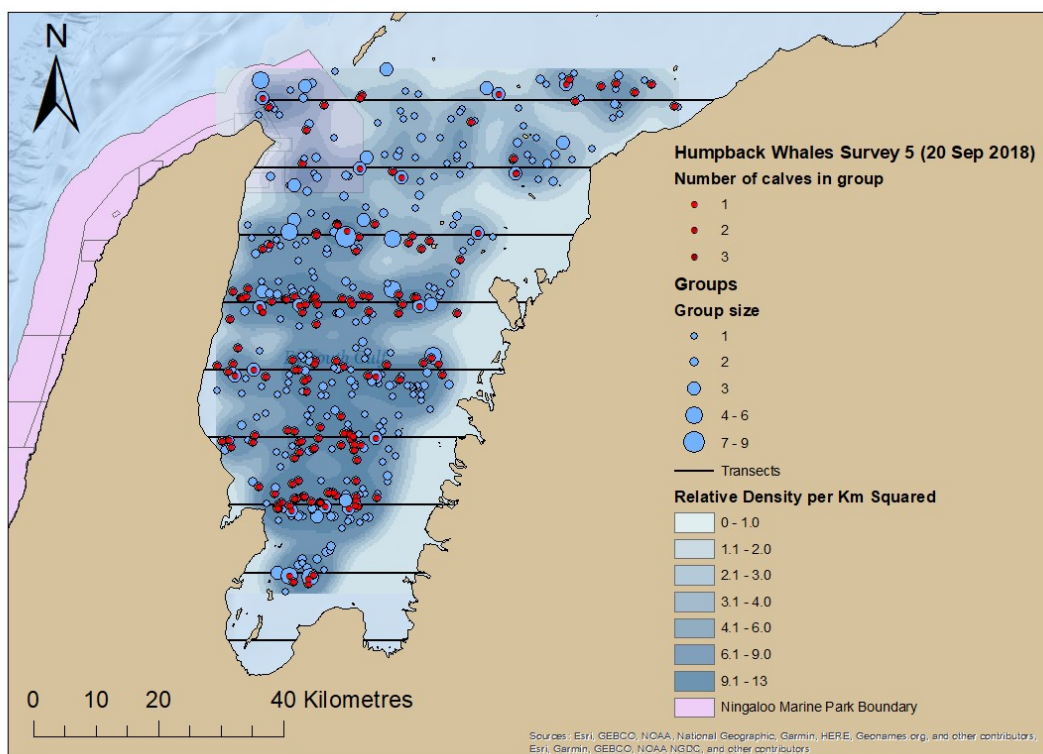 N
Humpback Whales Survey 5 (20 Sep 2018)
Number of calves in group
1
2
3
Groups
Group size
1
2
3
4 - 6
7 - 9
Transects
Relative Density per Km Squared
0 - 1.0
1.1 - 2.0
2.1 - 3.0
3.1 - 4.0
4.1 - 6.0
6.1 - 9.0
9.1 - 13
Ningaloo Marine Park Boundary
0 10 20 40 Kilometres
Sources: Esri, GEBCO, NOAA, National Geographic, Garmin, HERE, Geonames.org, and other contributors,
Esri, Garmin, GEBCO, NOAA NGDC, and other contributors